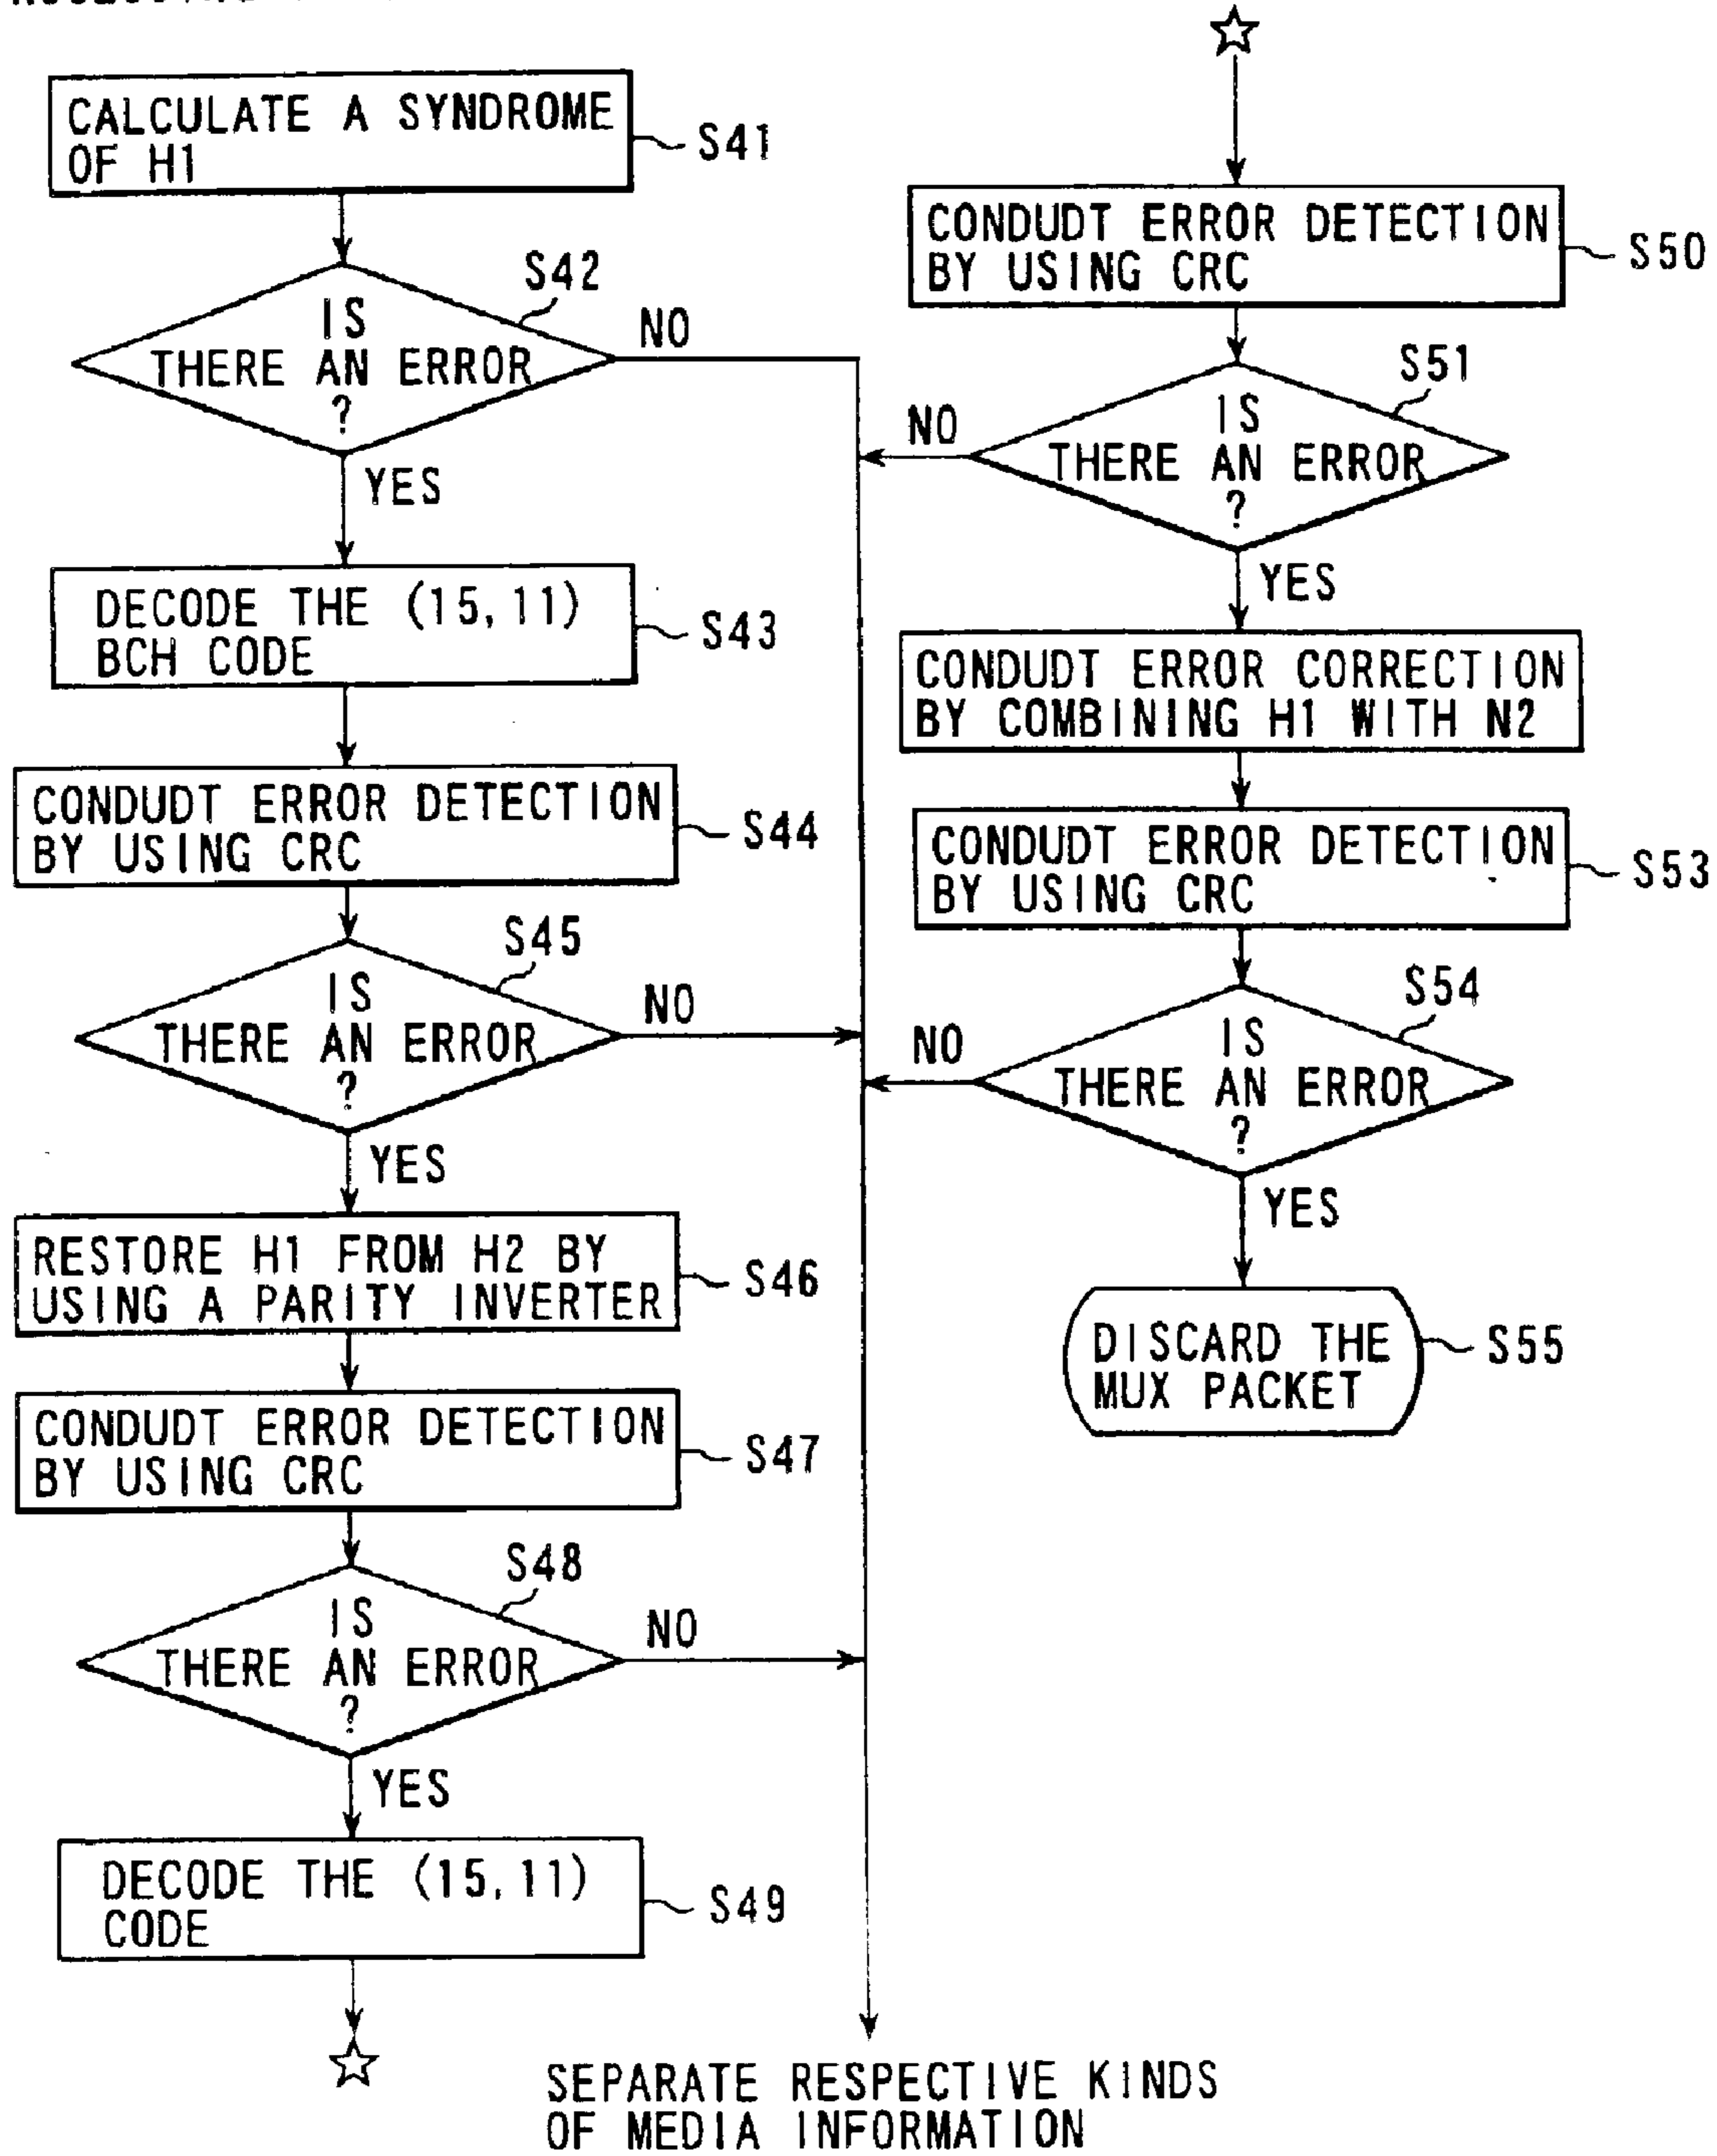 CALCULATE A SYNDROME
OF H1
S41
S42
IS
THERE AN ERROR
?
NO
YES
DECODE THE (15,11)
BCH CODE
S43
CONDUDT ERROR DETECTION
BY USING CRC
S44
S45
IS
THERE AN ERROR
?
NO
YES
RESTORE H1 FROM H2 BY
USING A PARITY INVERTER
S46
CONDUDT ERROR DETECTION
BY USING CRC
S47
S48
IS
THERE AN ERROR
?
NO
YES
DECODE THE (15,11)
CODE
S49
CONDUDT ERROR DETECTION
BY USING CRC
S50
S51
IS
THERE AN ERROR
?
NO
YES
CONDUDT ERROR CORRECTION
BY COMBINING H1 WITH N2
CONDUDT ERROR DETECTION
BY USING CRC
S53
S54
IS
THERE AN ERROR
?
NO
YES
DISCARD THE
MUX PACKET
S55
SEPARATE RESPECTIVE KINDS
OF MEDIA INFORMATION